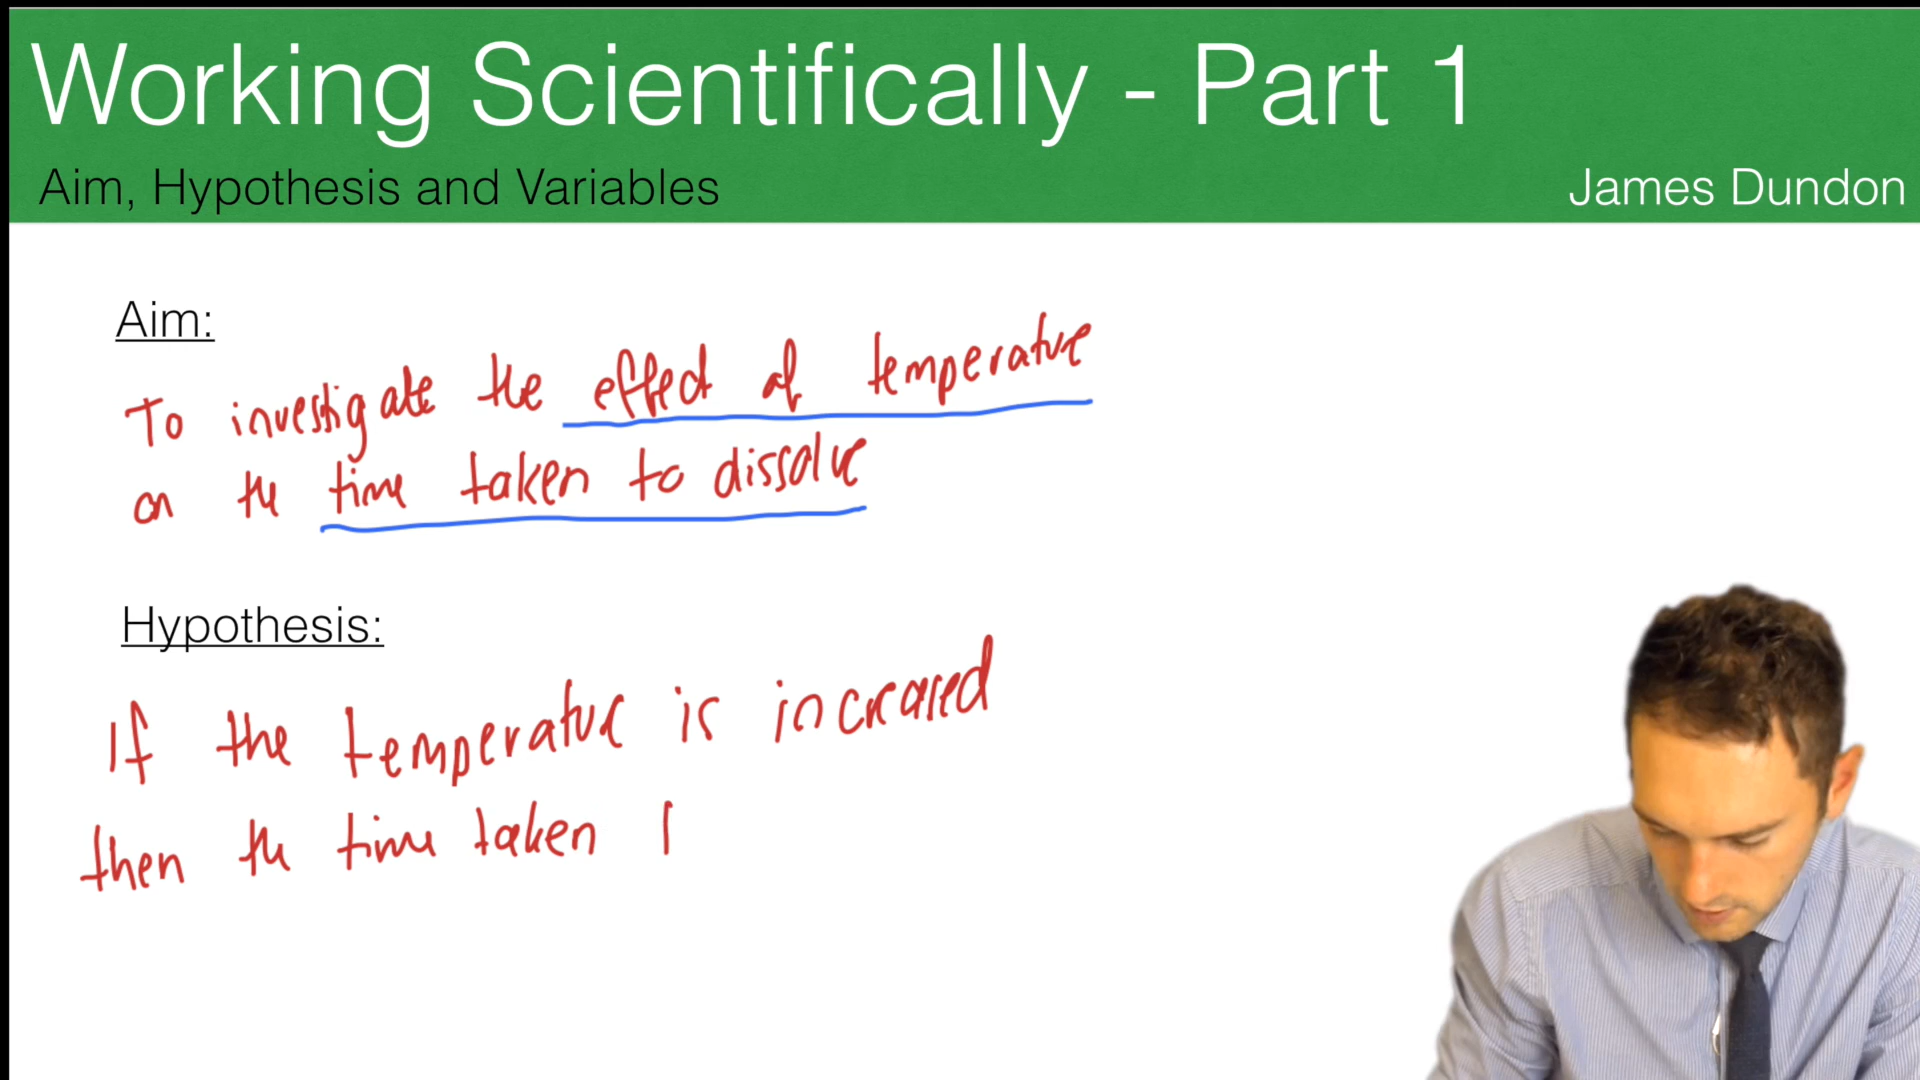 Working Scientifically - Part 1
Aim, Hypothesis and Variables
James Dundon
Aim:
To investigate the effect of temperature
on the time taken to dissolve
Hypothesis:
If the temperature is increased
then the time taken